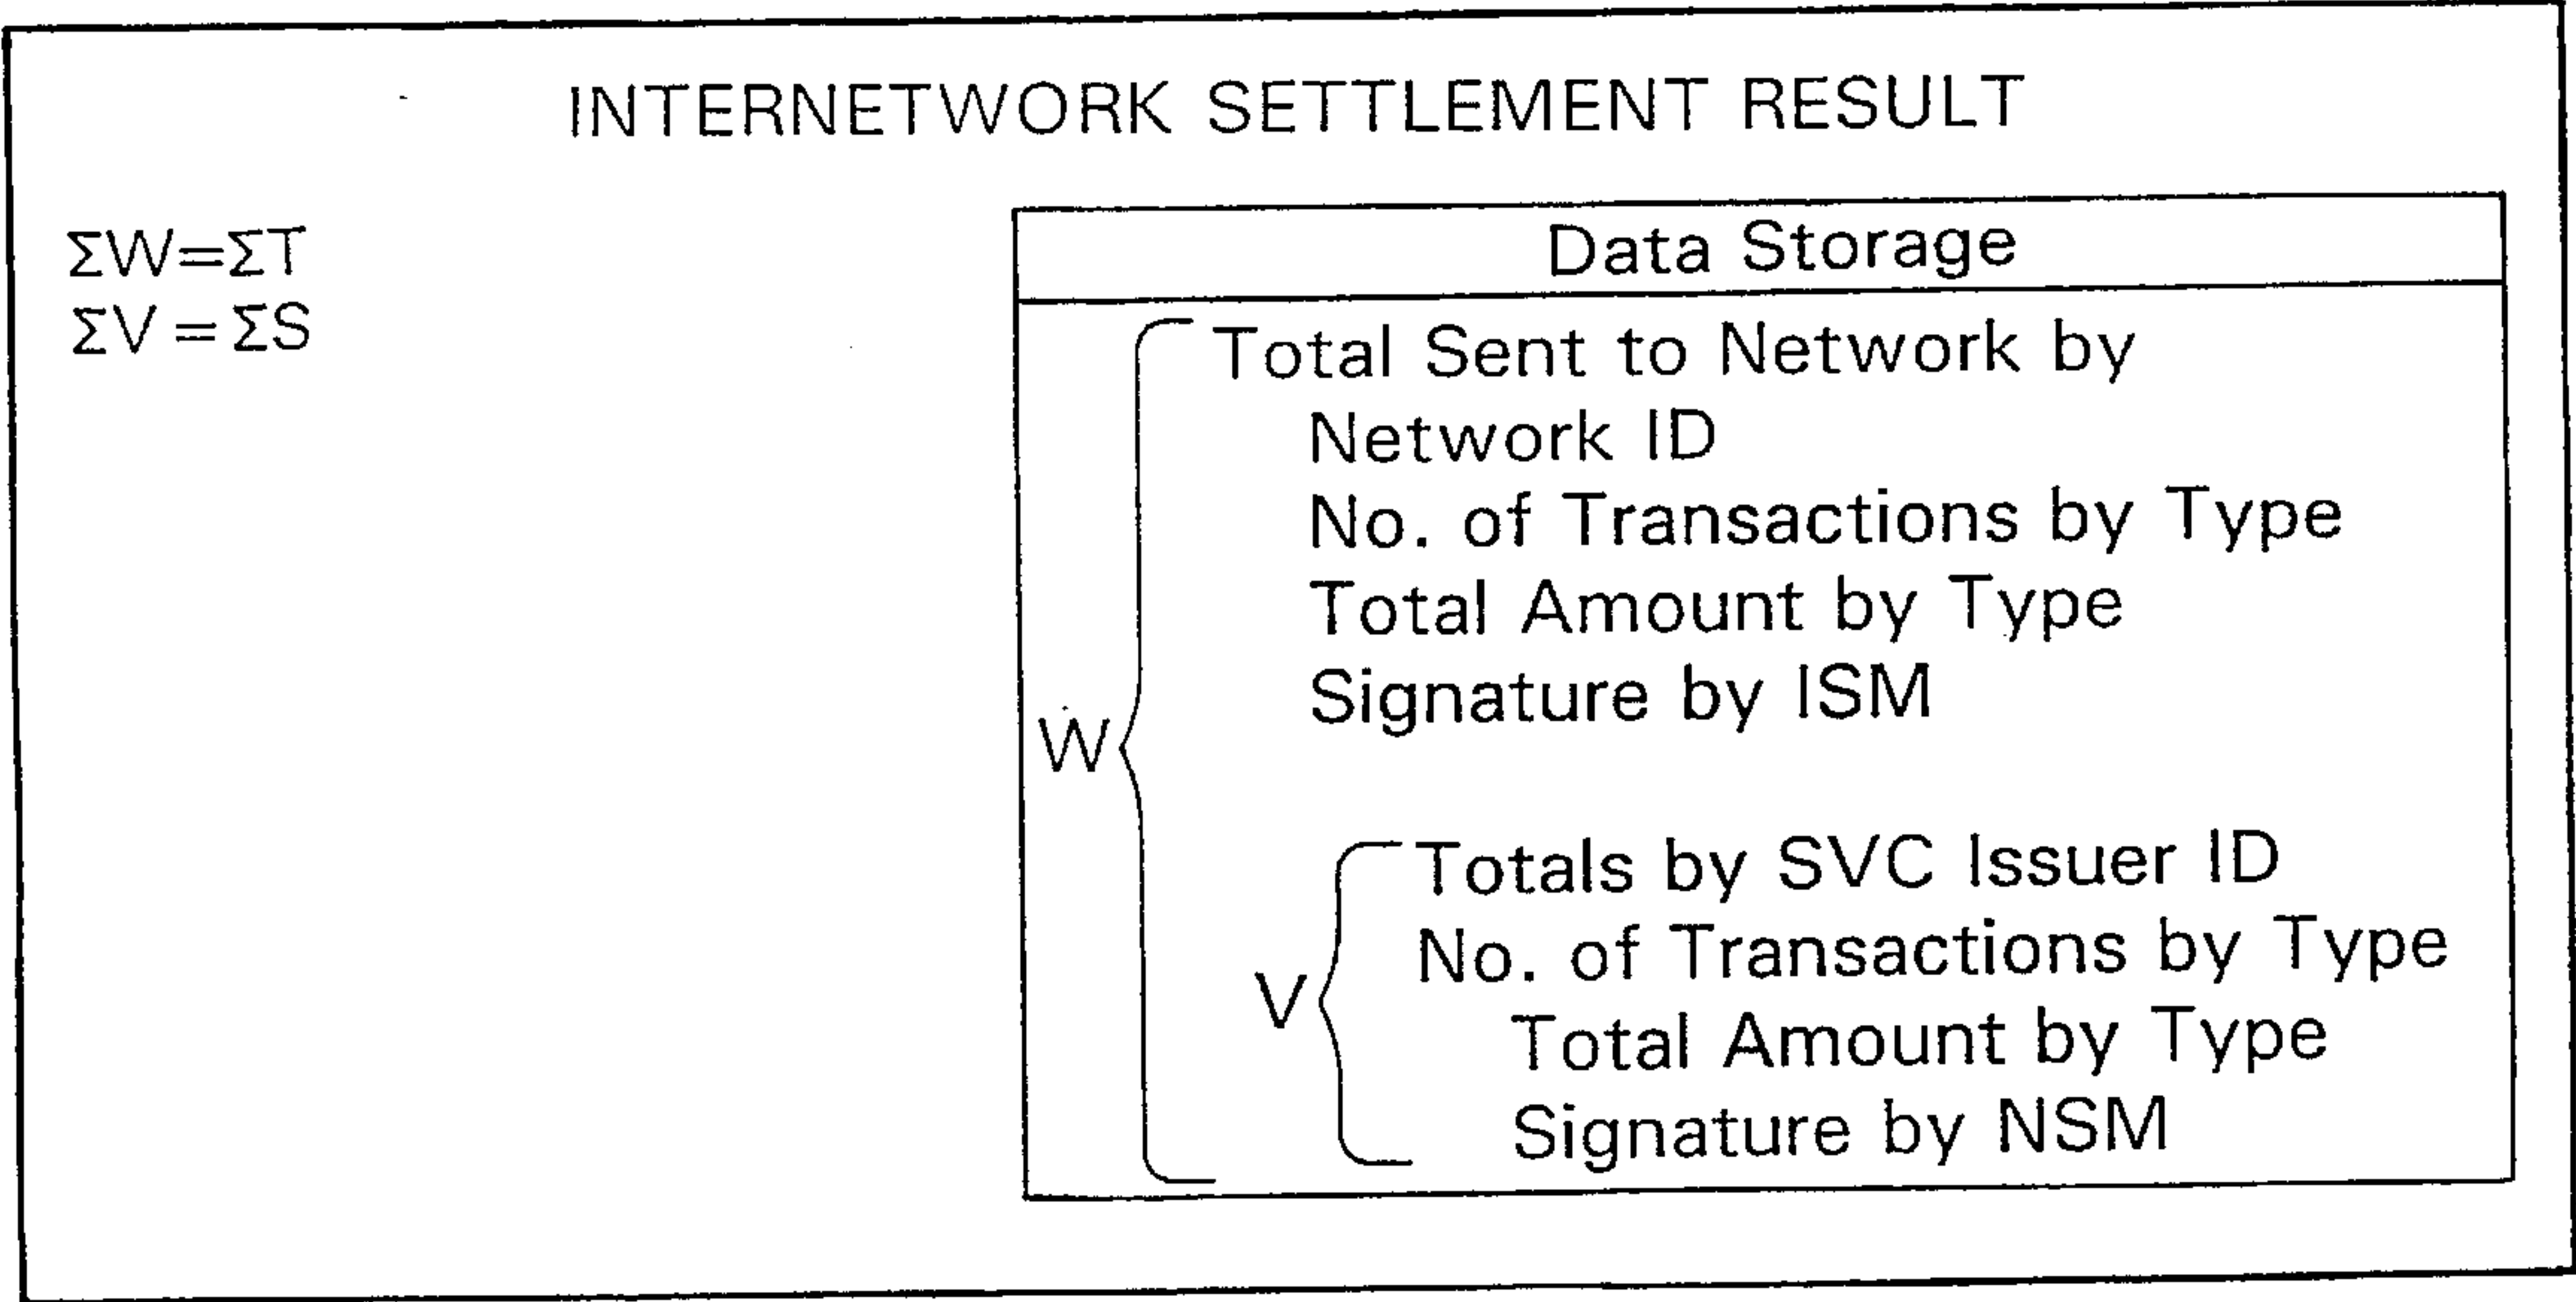 INTERNETWORK SETTLEMENT RESULT
ΣW=ΣT
ΣV=ΣS
Data Storage
Total Sent to Network by
Network ID
No. of Transactions by Type
Total Amount by Type
Signature by ISM
W
Totals by SVC Issuer ID
No. of Transactions by Type
V
Total Amount by Type
Signature by NSM